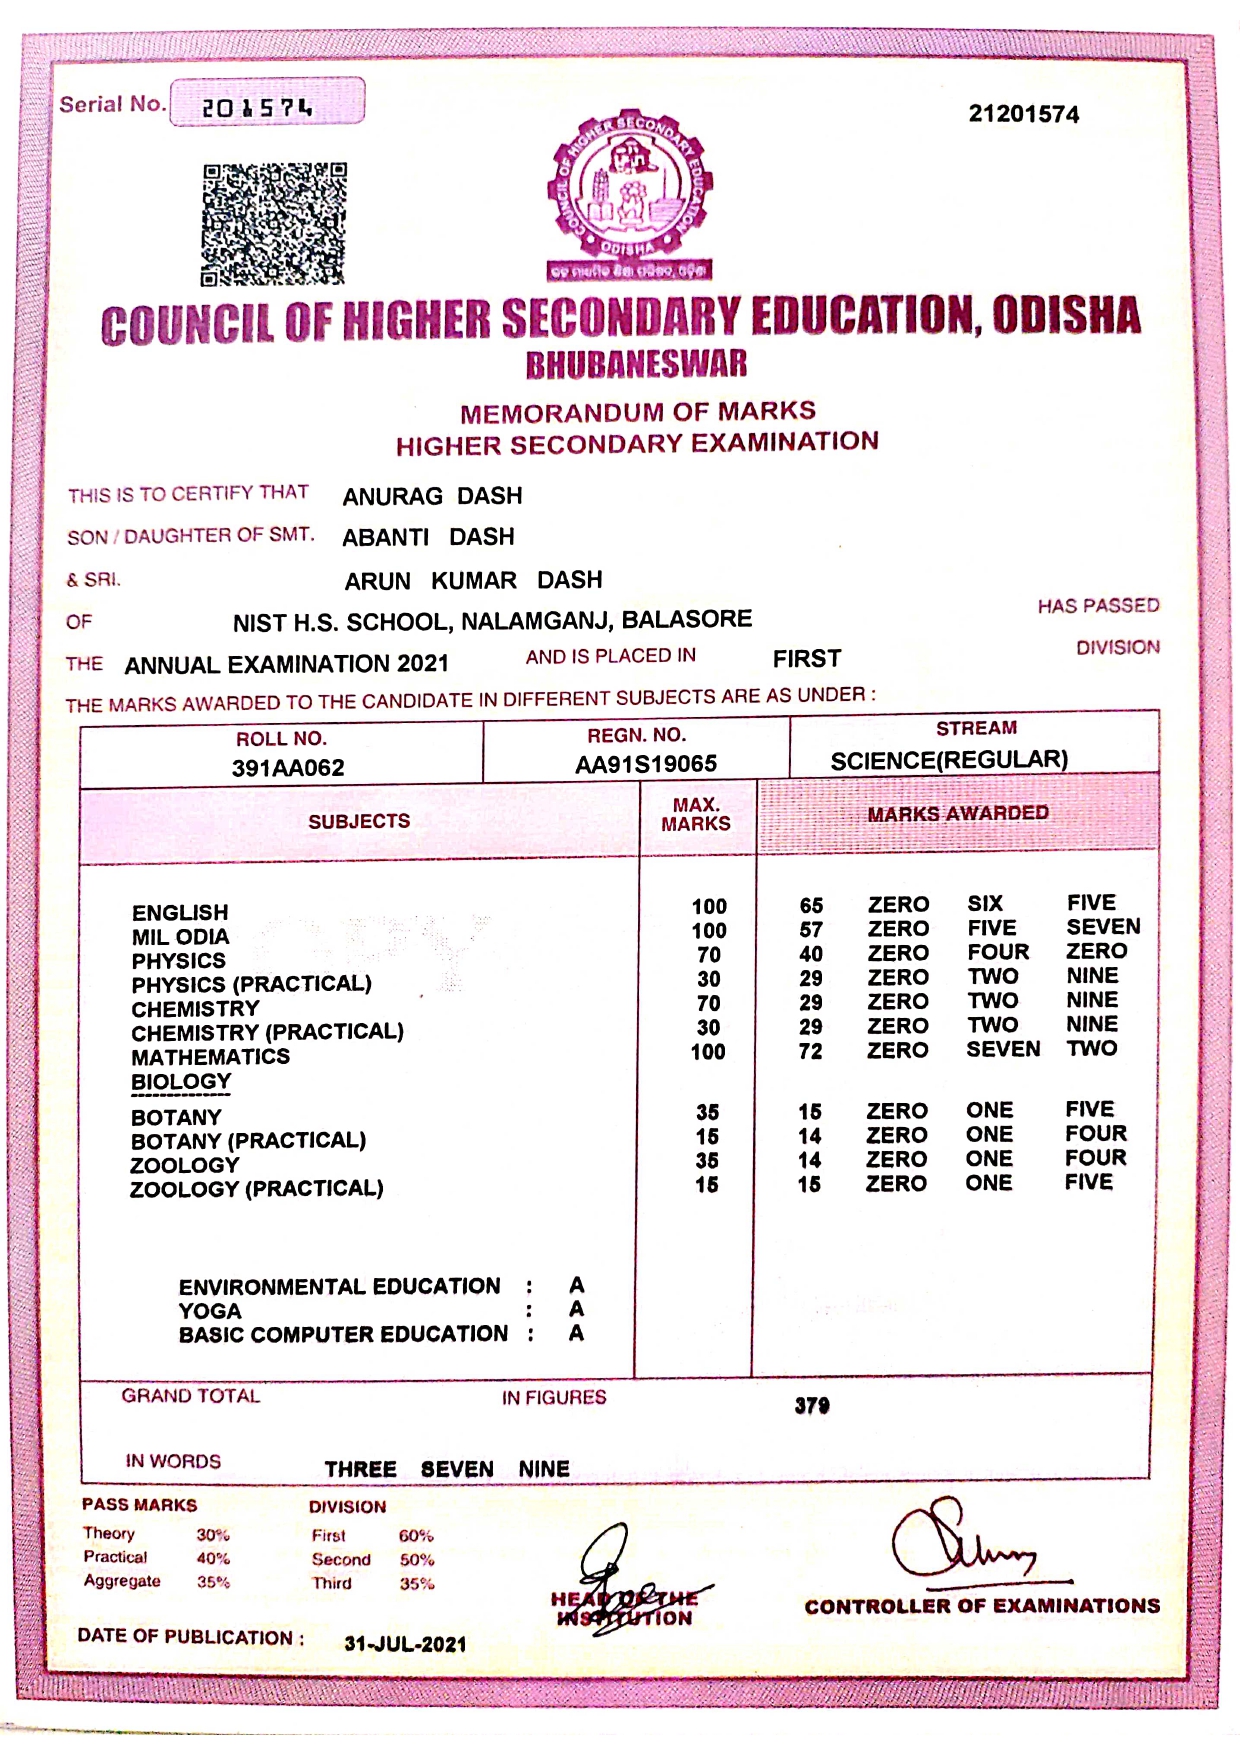 Serial No. 201574
21201574
COUNCIL OF HIGHER SECONDARY EDUCATION
ODISHA
COUNCIL OF HIGHER SECONDARY EDUCATION, ODISHA
BHUBANESWAR
MEMORANDUM OF MARKS
HIGHER SECONDARY EXAMINATION
THIS IS TO CERTIFY THAT ANURAG DASH
SON / DAUGHTER OF SMT. ABANTI DASH
& SRI. ARUN KUMAR DASH
OF NIST H.S. SCHOOL, NALAMGANJ, BALASORE HAS PASSED
THE ANNUAL EXAMINATION 2021 AND IS PLACED IN FIRST DIVISION
THE MARKS AWARDED TO THE CANDIDATE IN DIFFERENT SUBJECTS ARE AS UNDER :
ROLL NO. REGN. NO. STREAM
391AA062 AA91S19065 SCIENCE(REGULAR)
SUBJECTS MAX. MARKS MARKS AWARDED
ENGLISH 100 65 ZERO SIX FIVE
MIL ODIA 100 57 ZERO FIVE SEVEN
PHYSICS 70 40 ZERO FOUR ZERO
PHYSICS (PRACTICAL) 30 29 ZERO TWO NINE
CHEMISTRY 70 29 ZERO TWO NINE
CHEMISTRY (PRACTICAL) 30 29 ZERO TWO NINE
MATHEMATICS 100 72 ZERO SEVEN TWO
BIOLOGY
BOTANY 35 15 ZERO ONE FIVE
BOTANY (PRACTICAL) 15 14 ZERO ONE FOUR
ZOOLOGY 35 14 ZERO ONE FOUR
ZOOLOGY (PRACTICAL) 15 15 ZERO ONE FIVE
ENVIRONMENTAL EDUCATION : A
YOGA : A
BASIC COMPUTER EDUCATION : A
GRAND TOTAL IN FIGURES 379
IN WORDS THREE SEVEN NINE
PASS MARKS DIVISION
Theory 30% First 60%
Practical 40% Second 50%
Aggregate 35% Third 35%
HEAD OF THE
INSTITUTION
CONTROLLER OF EXAMINATIONS
DATE OF PUBLICATION : 31-JUL-2021